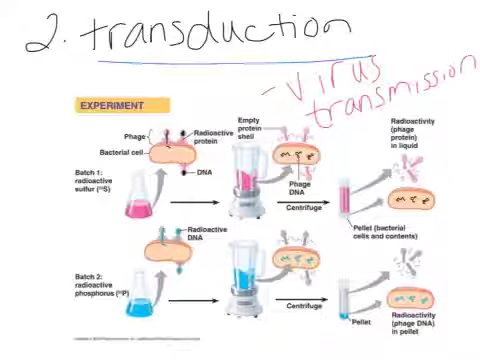 2. transduction
- virus
transmission
EXPERIMENT
Phage
Radioactive
protein
Bacterial cell
DNA
Batch 1:
radioactive
sulfur (³⁵S)
Empty
protein
shell
Phage
DNA
Centrifuge
Radioactivity
(phage
protein)
in liquid
Pellet (bacterial
cells and contents)
Radioactive
DNA
Batch 2:
radioactive
phosphorus (³²P)
Centrifuge
Pellet
Radioactivity
(phage DNA)
in pellet